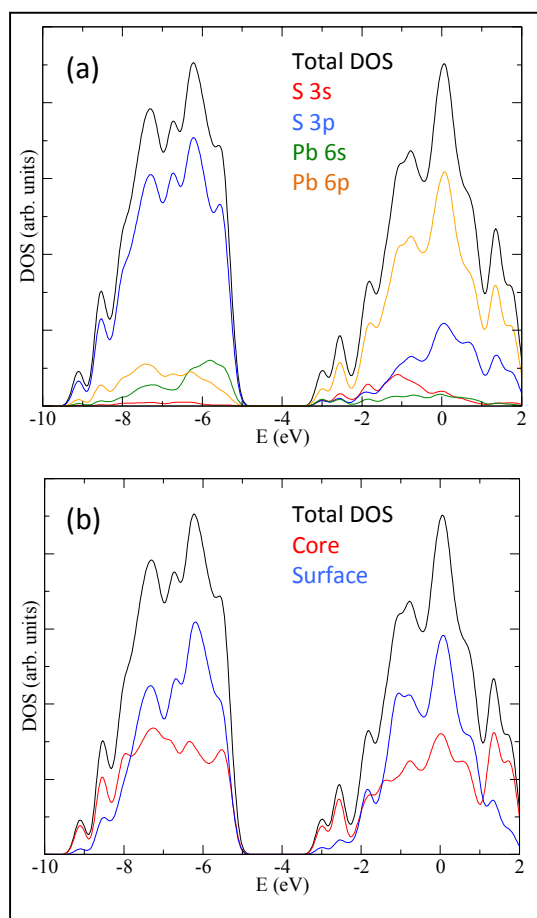 (a)
Total DOS
S 3s
S 3p
Pb 6s
Pb 6p
DOS (arb. units)
-10 -8 -6 -4 -2 0 2
E (eV)
(b)
Total DOS
Core
Surface
DOS (arb. units)
-10 -8 -6 -4 -2 0 2
E (eV)